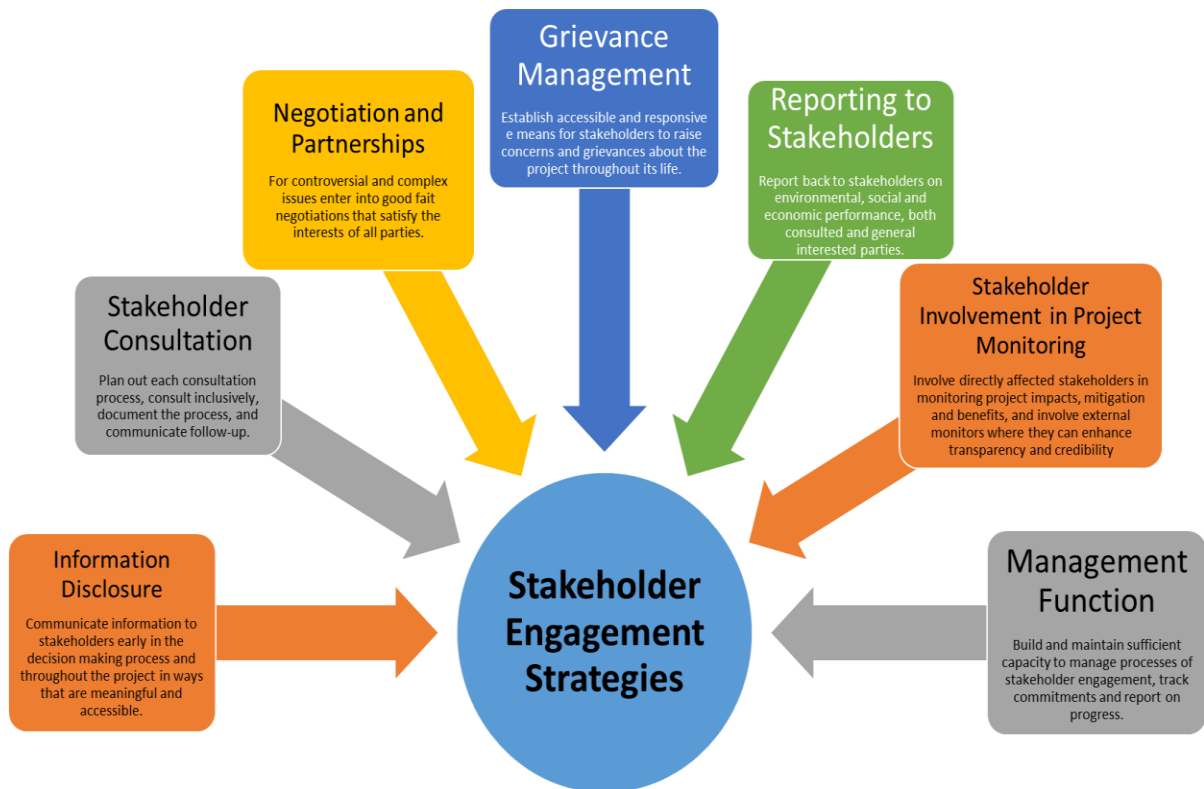 Grievance
Management
Establish accessible and responsive
e means for stakeholders to raise
concerns and grievances about the
project throughout its life.
Negotiation and
Partnerships
For controversial and complex
issues enter into good fait
negotiations that satisfy the
interests of all parties.
Reporting to
Stakeholders
Report back to stakeholders on
environmental, social and
economic performance, both
consulted and general
interested parties.
Stakeholder
Consultation
Plan out each consultation
process, consult inclusively,
document the process, and
communicate follow-up.
Stakeholder
Involvement in Project
Monitoring
Involve directly affected stakeholders in
monitoring project impacts, mitigation
and benefits, and involve external
monitors where they can enhance
transparency and credibility
Information
Disclosure
Communicate information to
stakeholders early in the
decision making process and
throughout the project in ways
that are meaningful and
accessible.
Stakeholder
Engagement
Strategies
Management
Function
Build and maintain sufficient
capacity to manage processes of
stakeholder engagement, track
commitments and report on
progress.